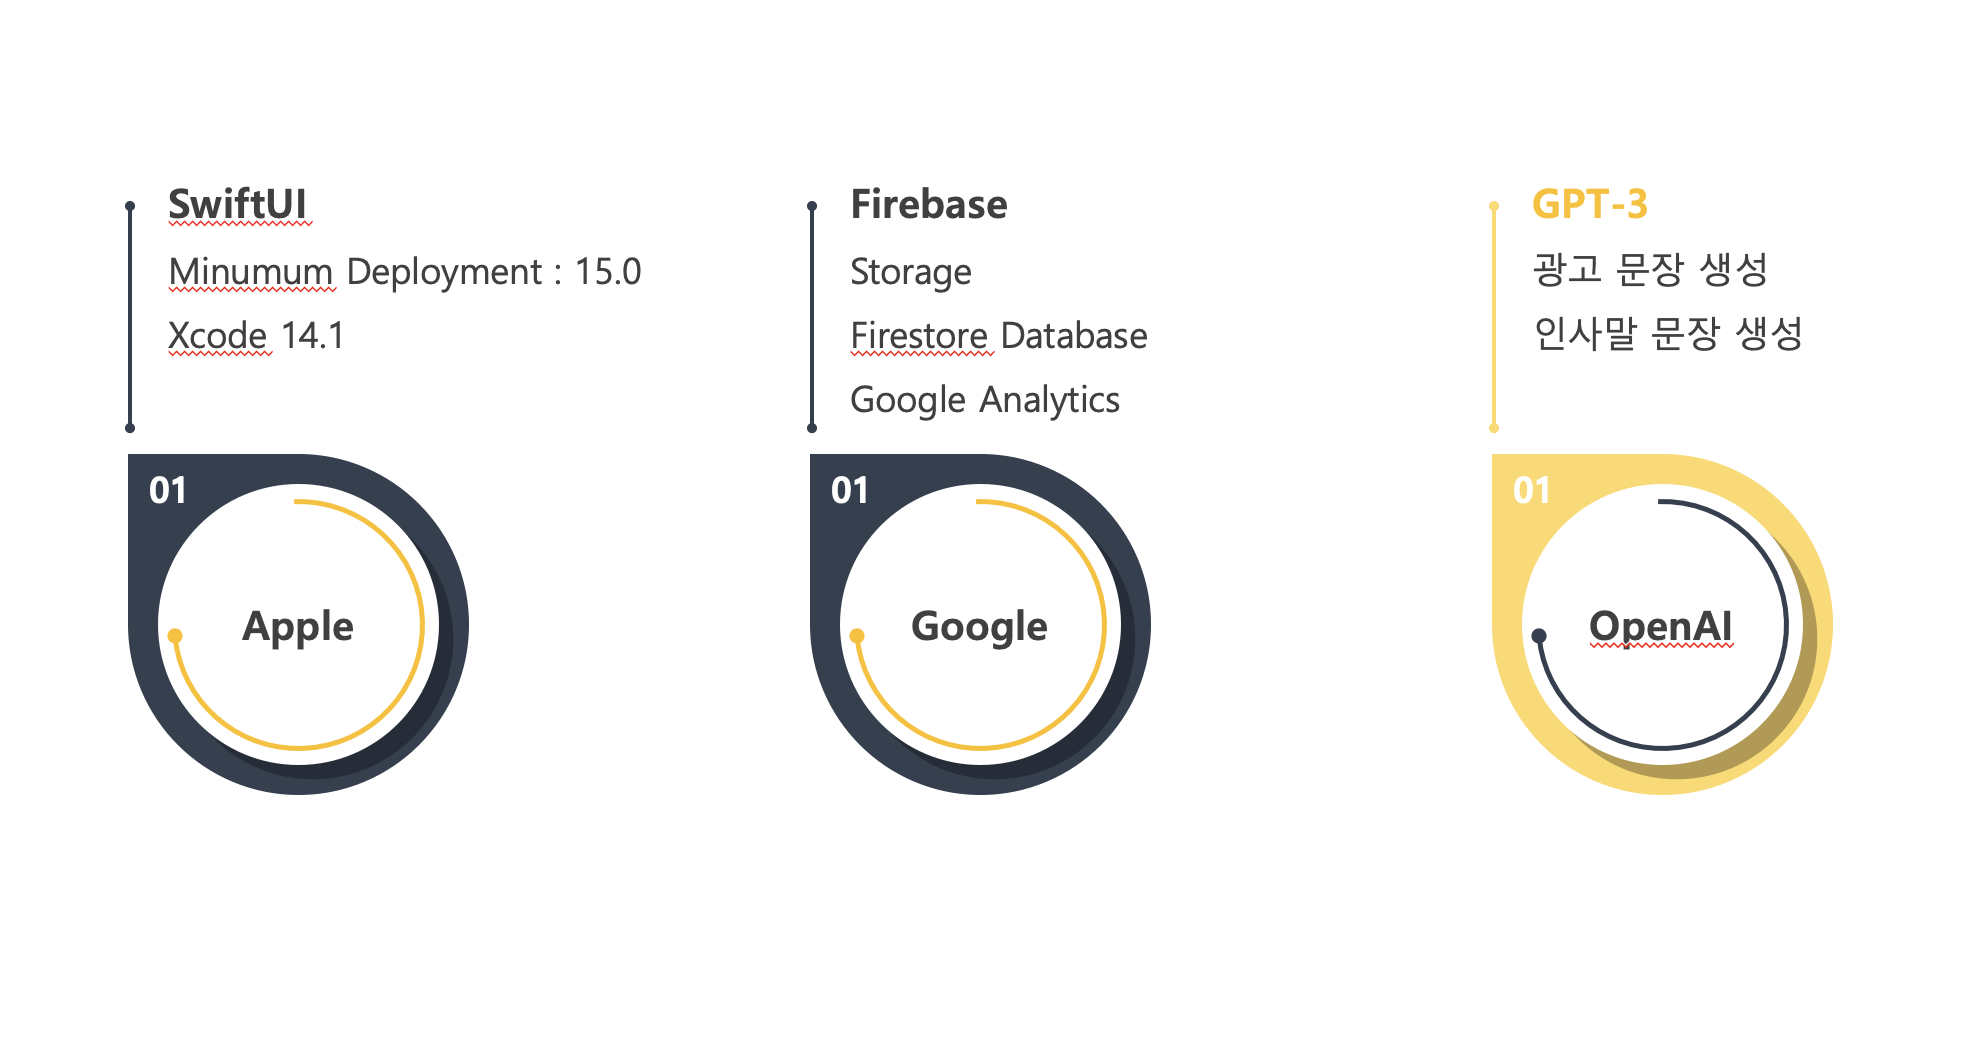 SwiftUI
Minumum Deployment : 15.0
Xcode 14.1
01
Apple
Firebase
Storage
Firestore Database
Google Analytics
01
Google
GPT-3
광고 문장 생성
인사말 문장 생성
01
OpenAI